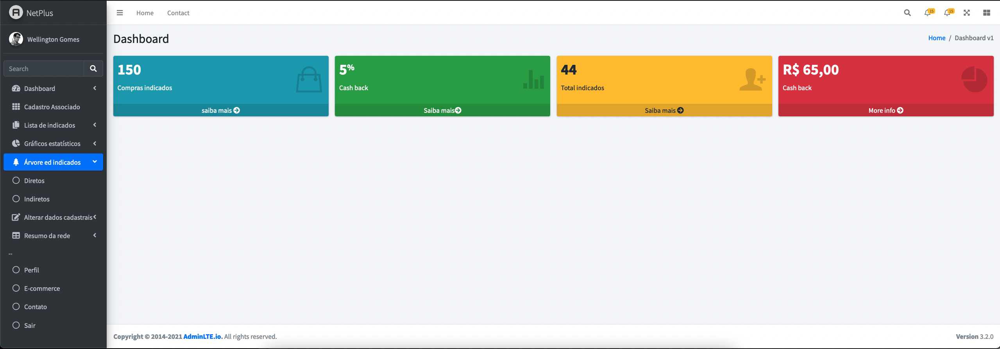 NetPlus
Home
Contact
15
15
Wellington Gomes
Dashboard
Home / Dashboard v1
Search
Dashboard
Cadastro Associado
Lista de indicados
Gráficos estatísticos
Árvore ed indicados
Diretos
Indiretos
Alterar dados cadastrais
Resumo da rede
--
Perfil
E-commerce
Contato
Sair
150
Compras indicados
saiba mais
5%
Cash back
Saiba mais
44
Total indicados
Saiba mais
R$ 65,00
Cash back
More info
Copyright © 2014-2021 AdminLTE.io. All rights reserved.
Version 3.2.0